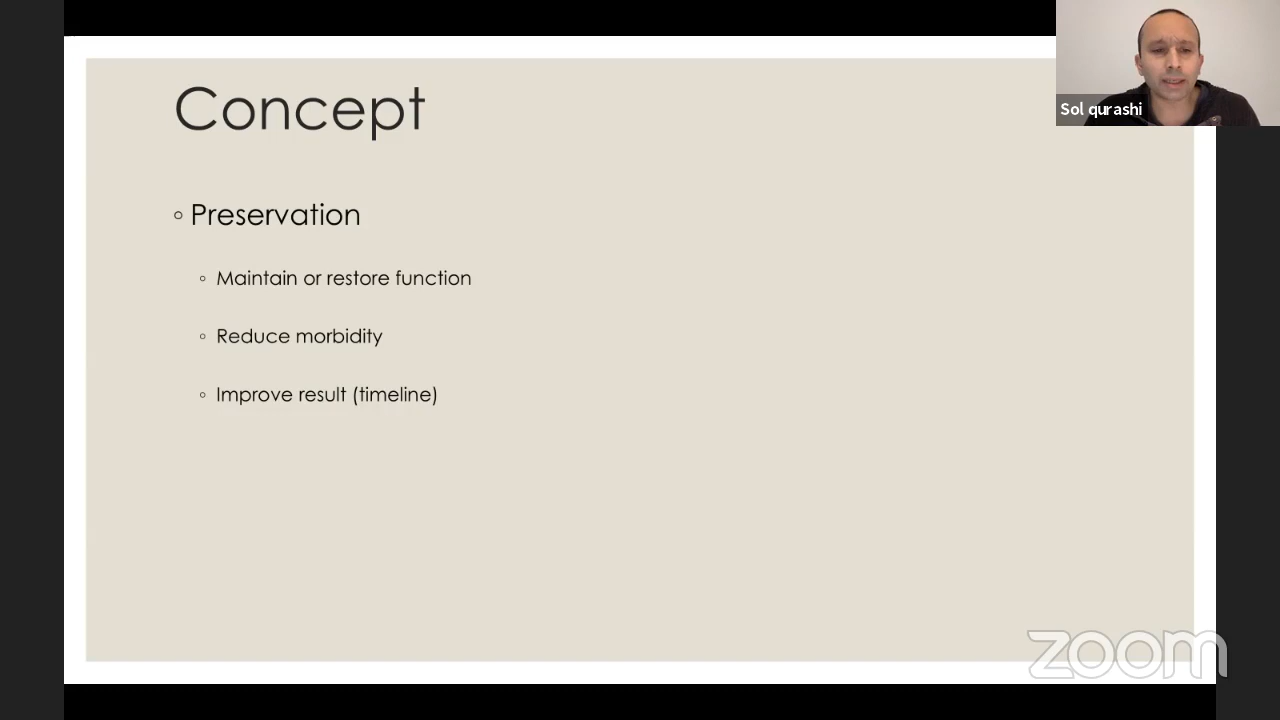 Concept
Sol qurashi
Preservation
Maintain or restore function
Reduce morbidity
Improve result (timeline)
zoom